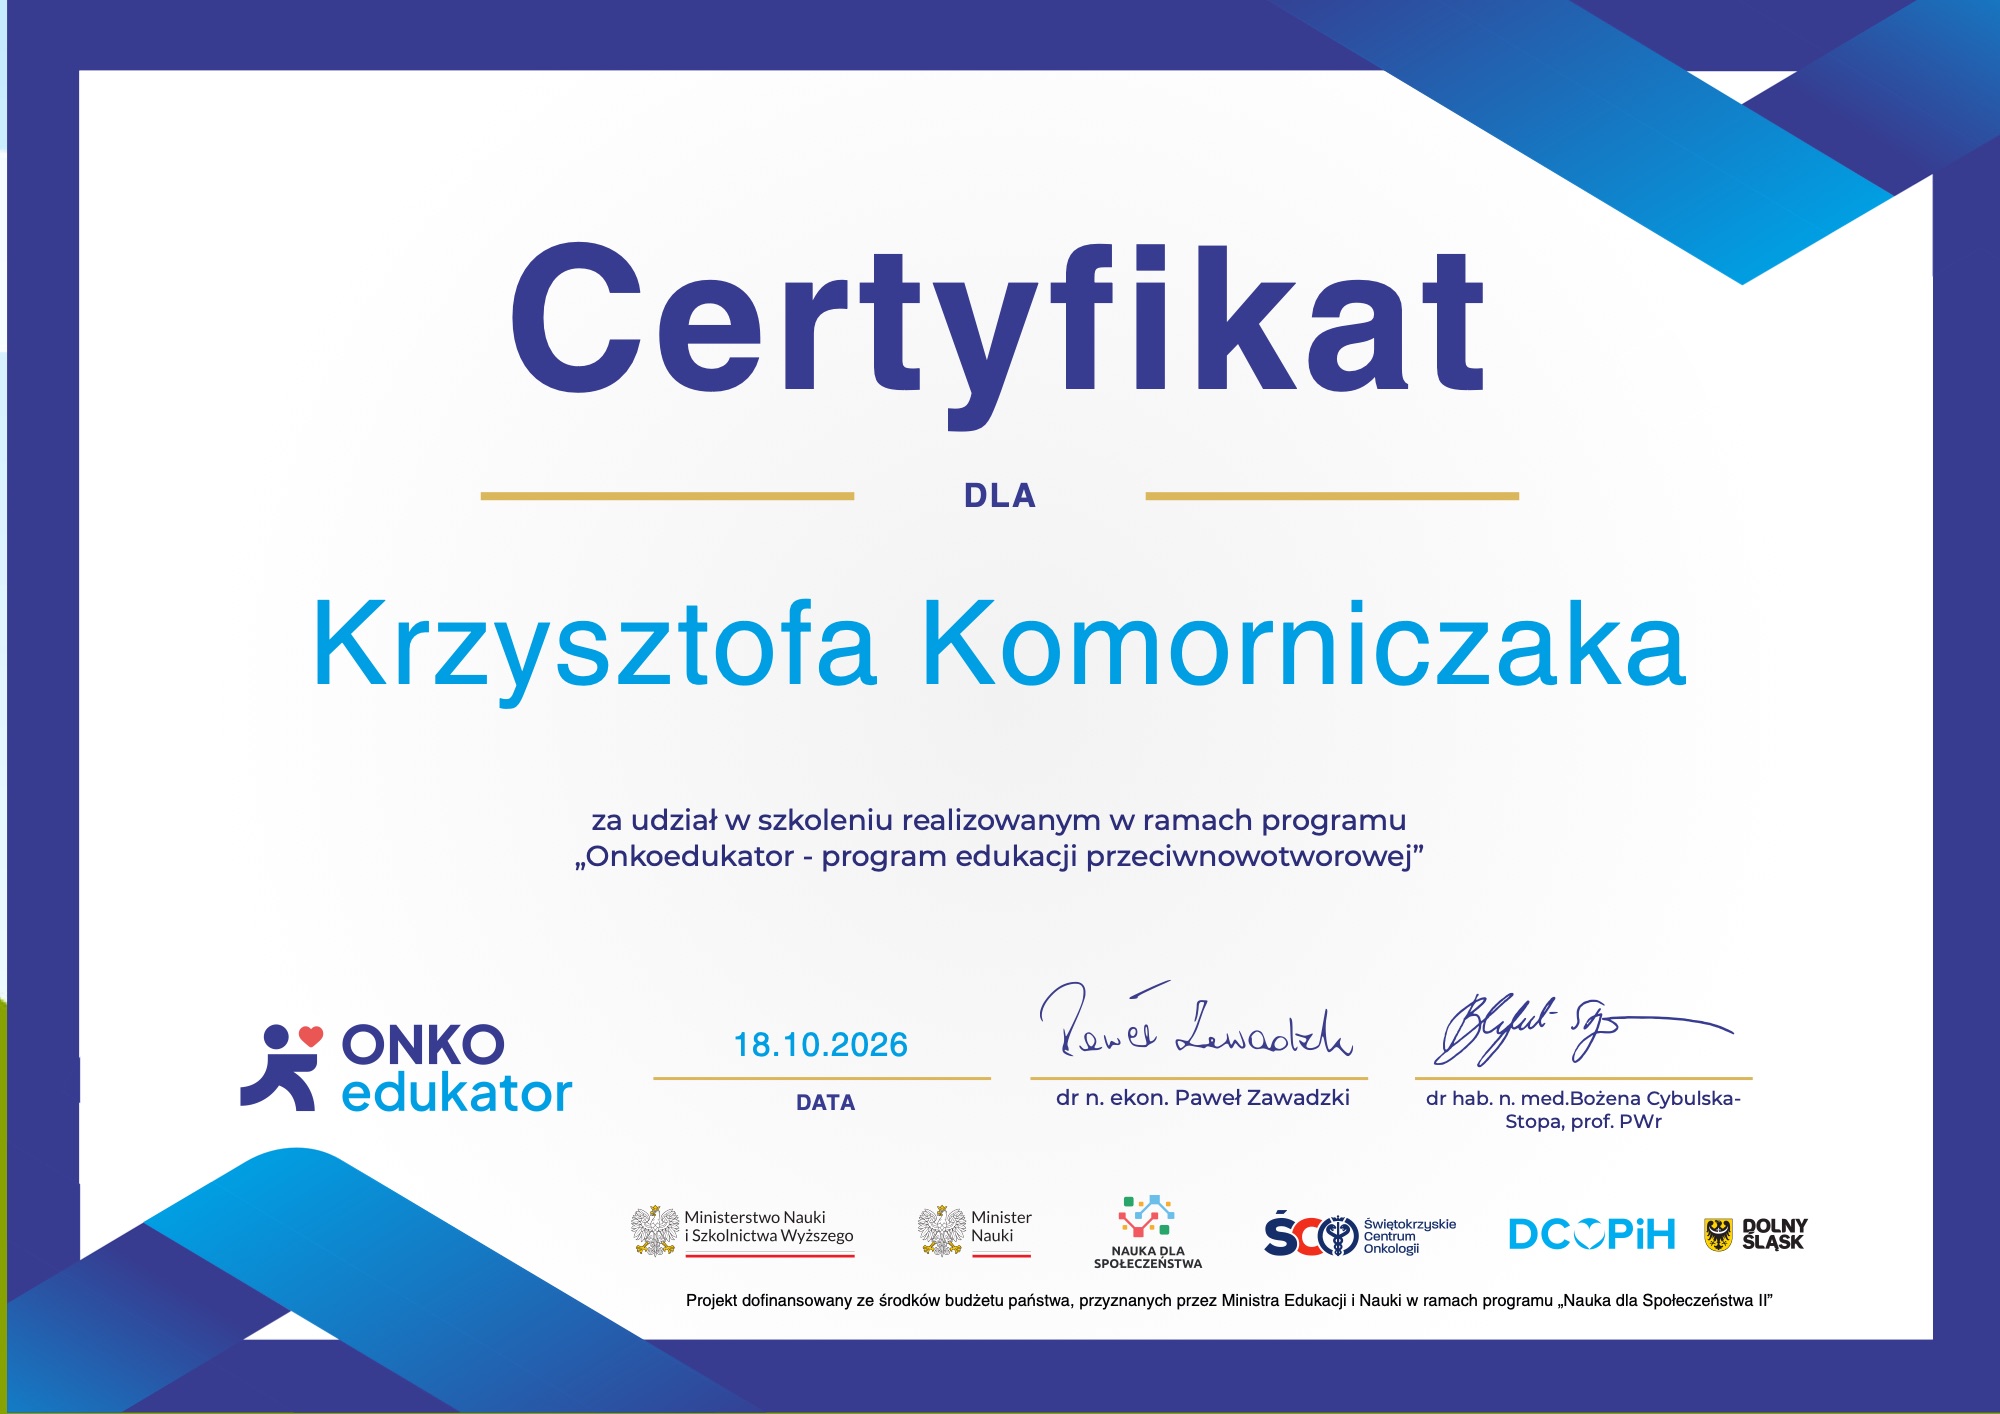 Certyfikat
DLA
Krzysztofa Komorniczaka
za udział w szkoleniu realizowanym w ramach programu
„Onkoedukator - program edukacji przeciwnowotworowej”
ONKO
edukator
18.10.2026
DATA
Paweł Zawadzki
dr n. ekon. Paweł Zawadzki
dr hab. n. med.Bożena Cybulska-
Stopa, prof. PWr
Ministerstwo Nauki
i Szkolnictwa Wyższego
Minister
Nauki
NAUKA DLA
SPOŁECZEŃSTWA
ŚCO
Świętokrzyskie
Centrum
Onkologii
DCOPiH
DOLNY
ŚLĄSK
Projekt dofinansowany ze środków budżetu państwa, przyznanych przez Ministra Edukacji i Nauki w ramach programu „Nauka dla Społeczeństwa II”